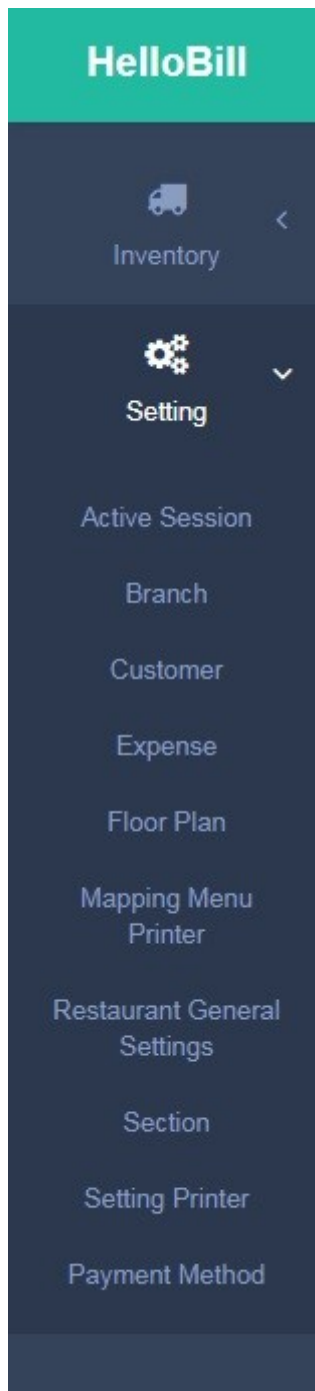 HelloBill
Inventory
Setting
Active Session
Branch
Customer
Expense
Floor Plan
Mapping Menu
Printer
Restaurant General
Settings
Section
Setting Printer
Payment Method